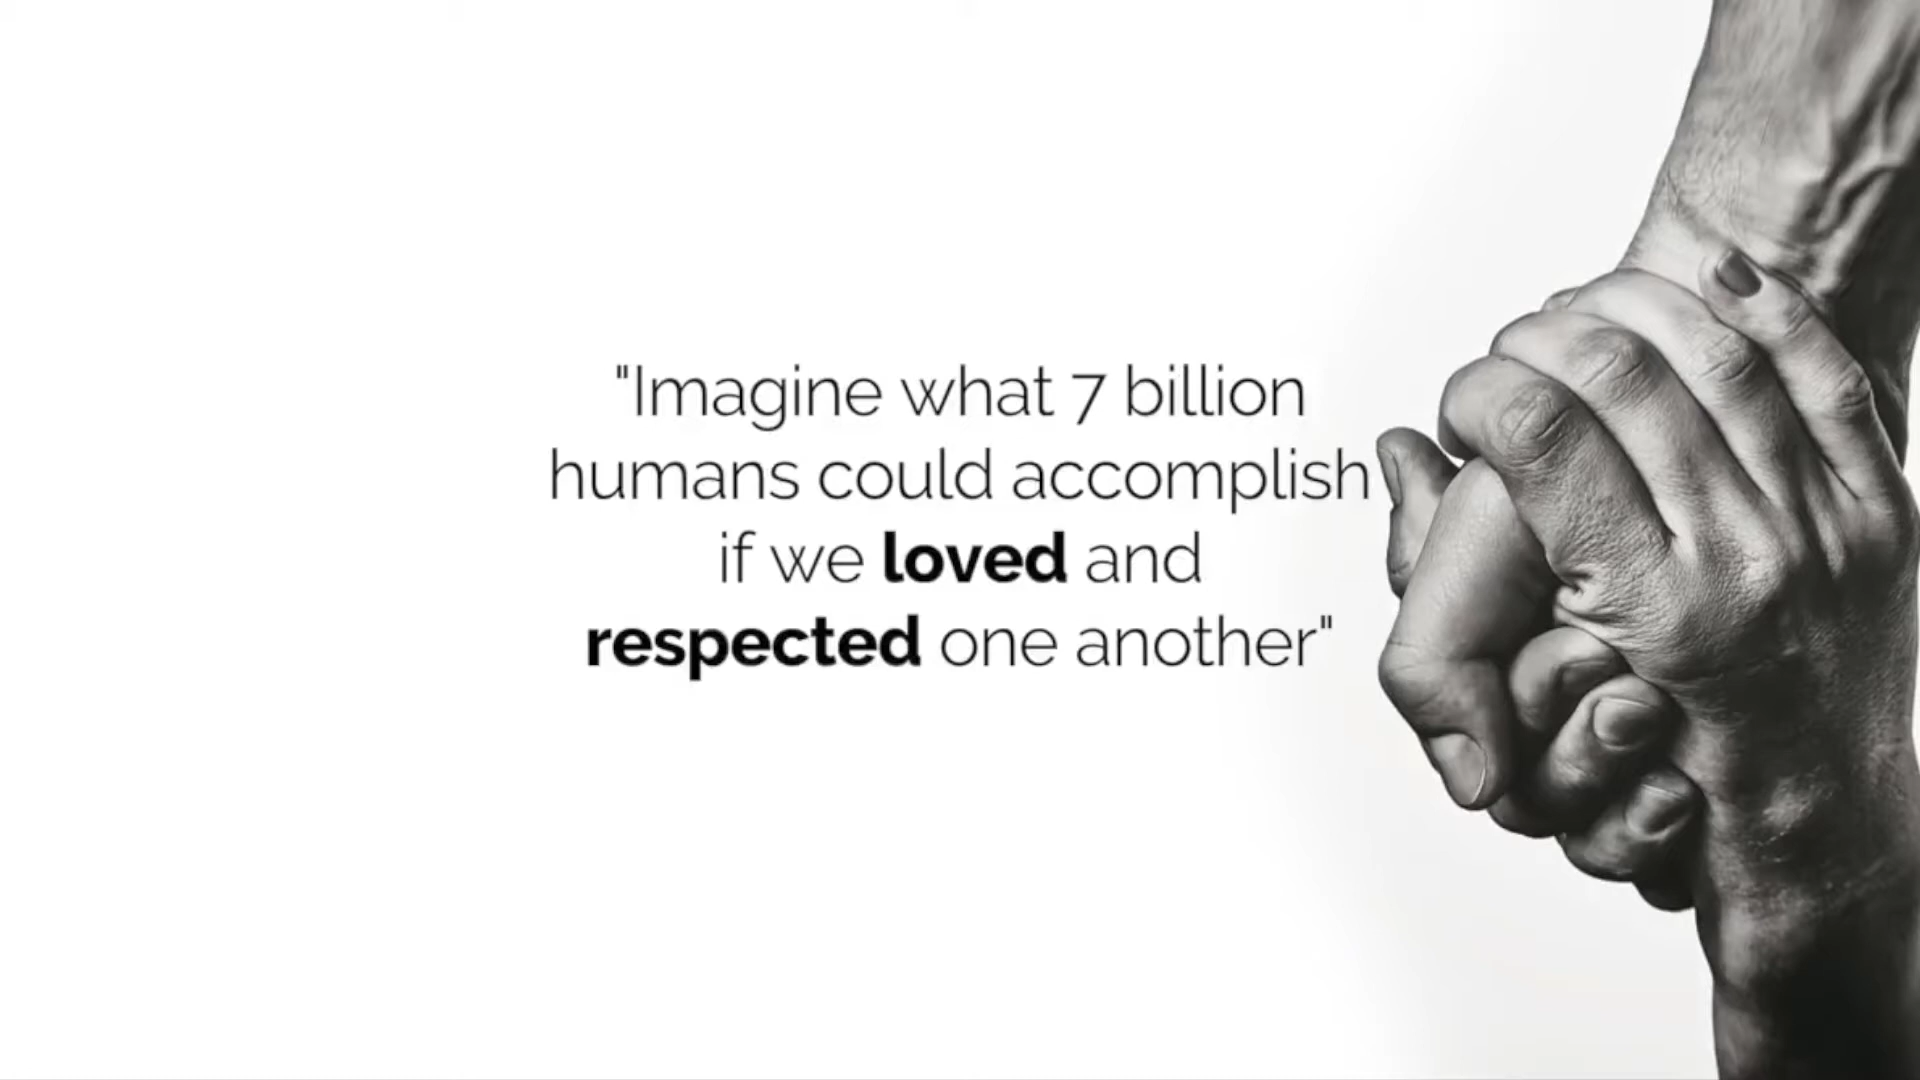 "Imagine what 7 billion
humans could accomplish
if we loved and
respected one another"